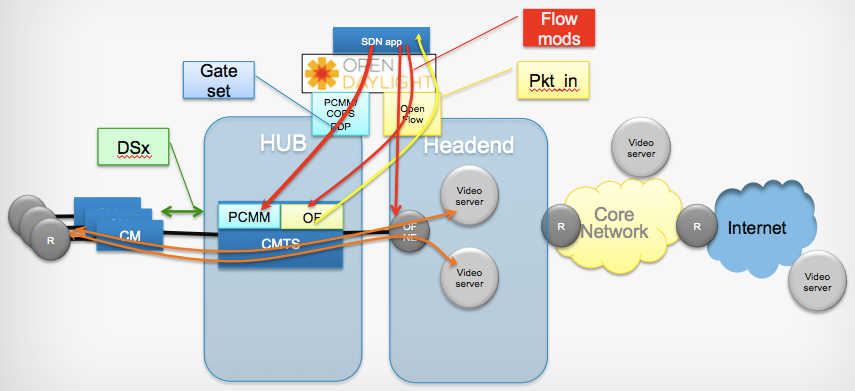 Flow
mods
SDN app
OPEN
DAYLIGHT
Gate
set
Pkt_in
PCMM/
COPS
PDP
Open
Flow
DSx
HUB
Headend
Video
server
Video
server
PCMM
OF
CM
CMTS
R
OF
NE
R
Core
Network
R
Internet
Video
server
Video
server